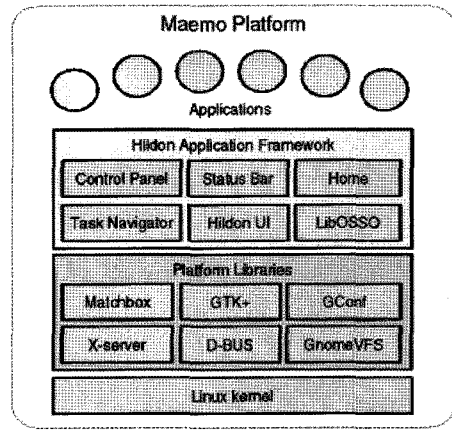 Maemo Platform
Applications
Hildon Application Framework
Control Panel Status Bar Home
Task Navigator Hildon UI LibOSSO
Platform Libraries
Matchbox GTK+ GConf
X-server D-BUS GnomeVFS
Linux kernel